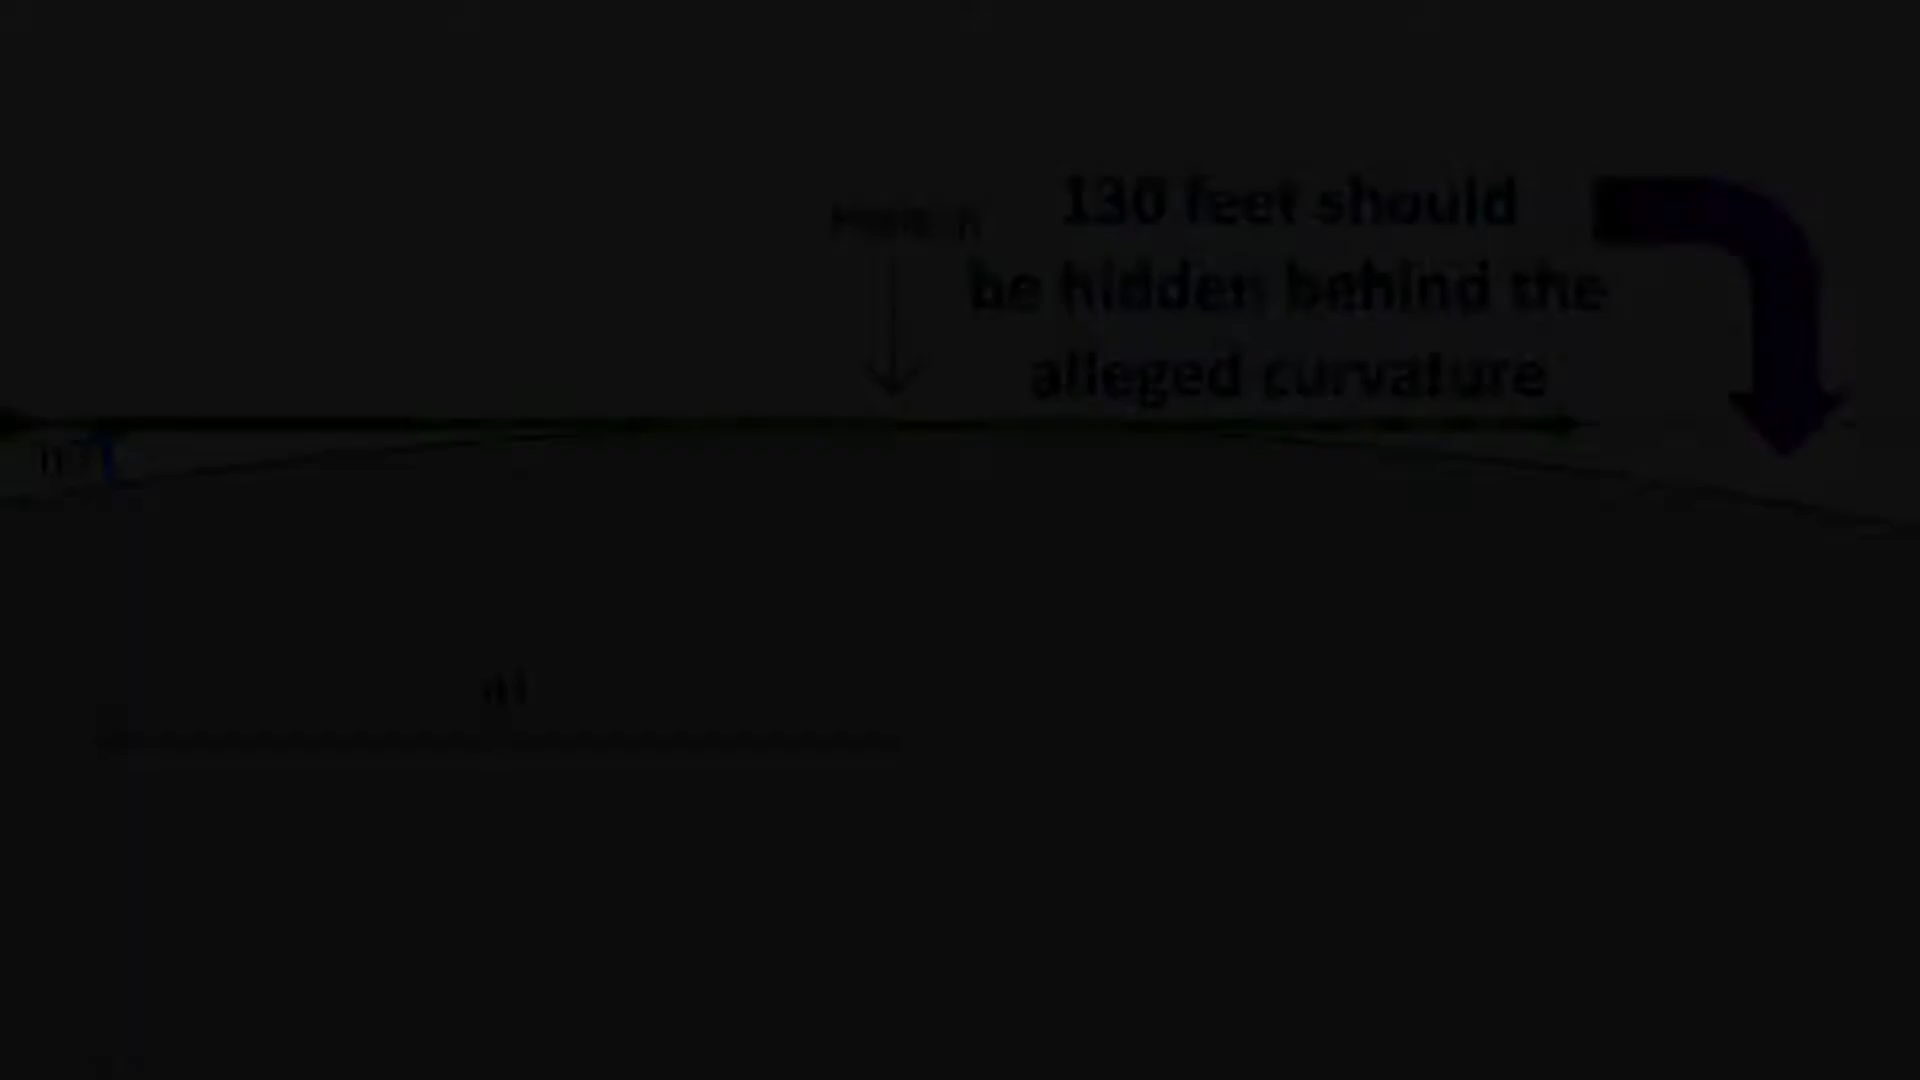 130 feet should
be hidden behind the
alleged curvature